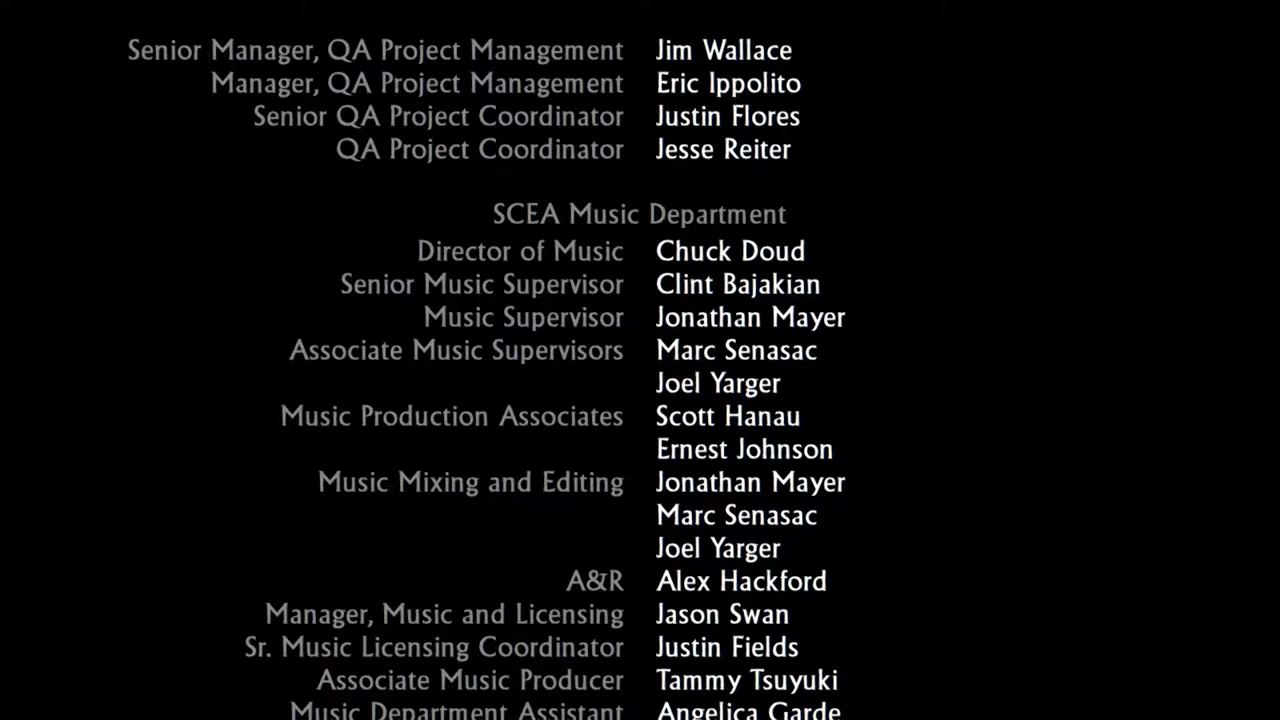 Senior Manager, QA Project Management Jim Wallace
Manager, QA Project Management Eric Ippolito
Senior QA Project Coordinator Justin Flores
QA Project Coordinator Jesse Reiter
SCEA Music Department
Director of Music Chuck Doud
Senior Music Supervisor Clint Bajakian
Music Supervisor Jonathan Mayer
Associate Music Supervisors Marc Senasac
Joel Yarger
Music Production Associates Scott Hanau
Ernest Johnson
Music Mixing and Editing Jonathan Mayer
Marc Senasac
Joel Yarger
A&R Alex Hackford
Manager, Music and Licensing Jason Swan
Sr. Music Licensing Coordinator Justin Fields
Associate Music Producer Tammy Tsuyuki
Music Department Assistant Angelica Garde